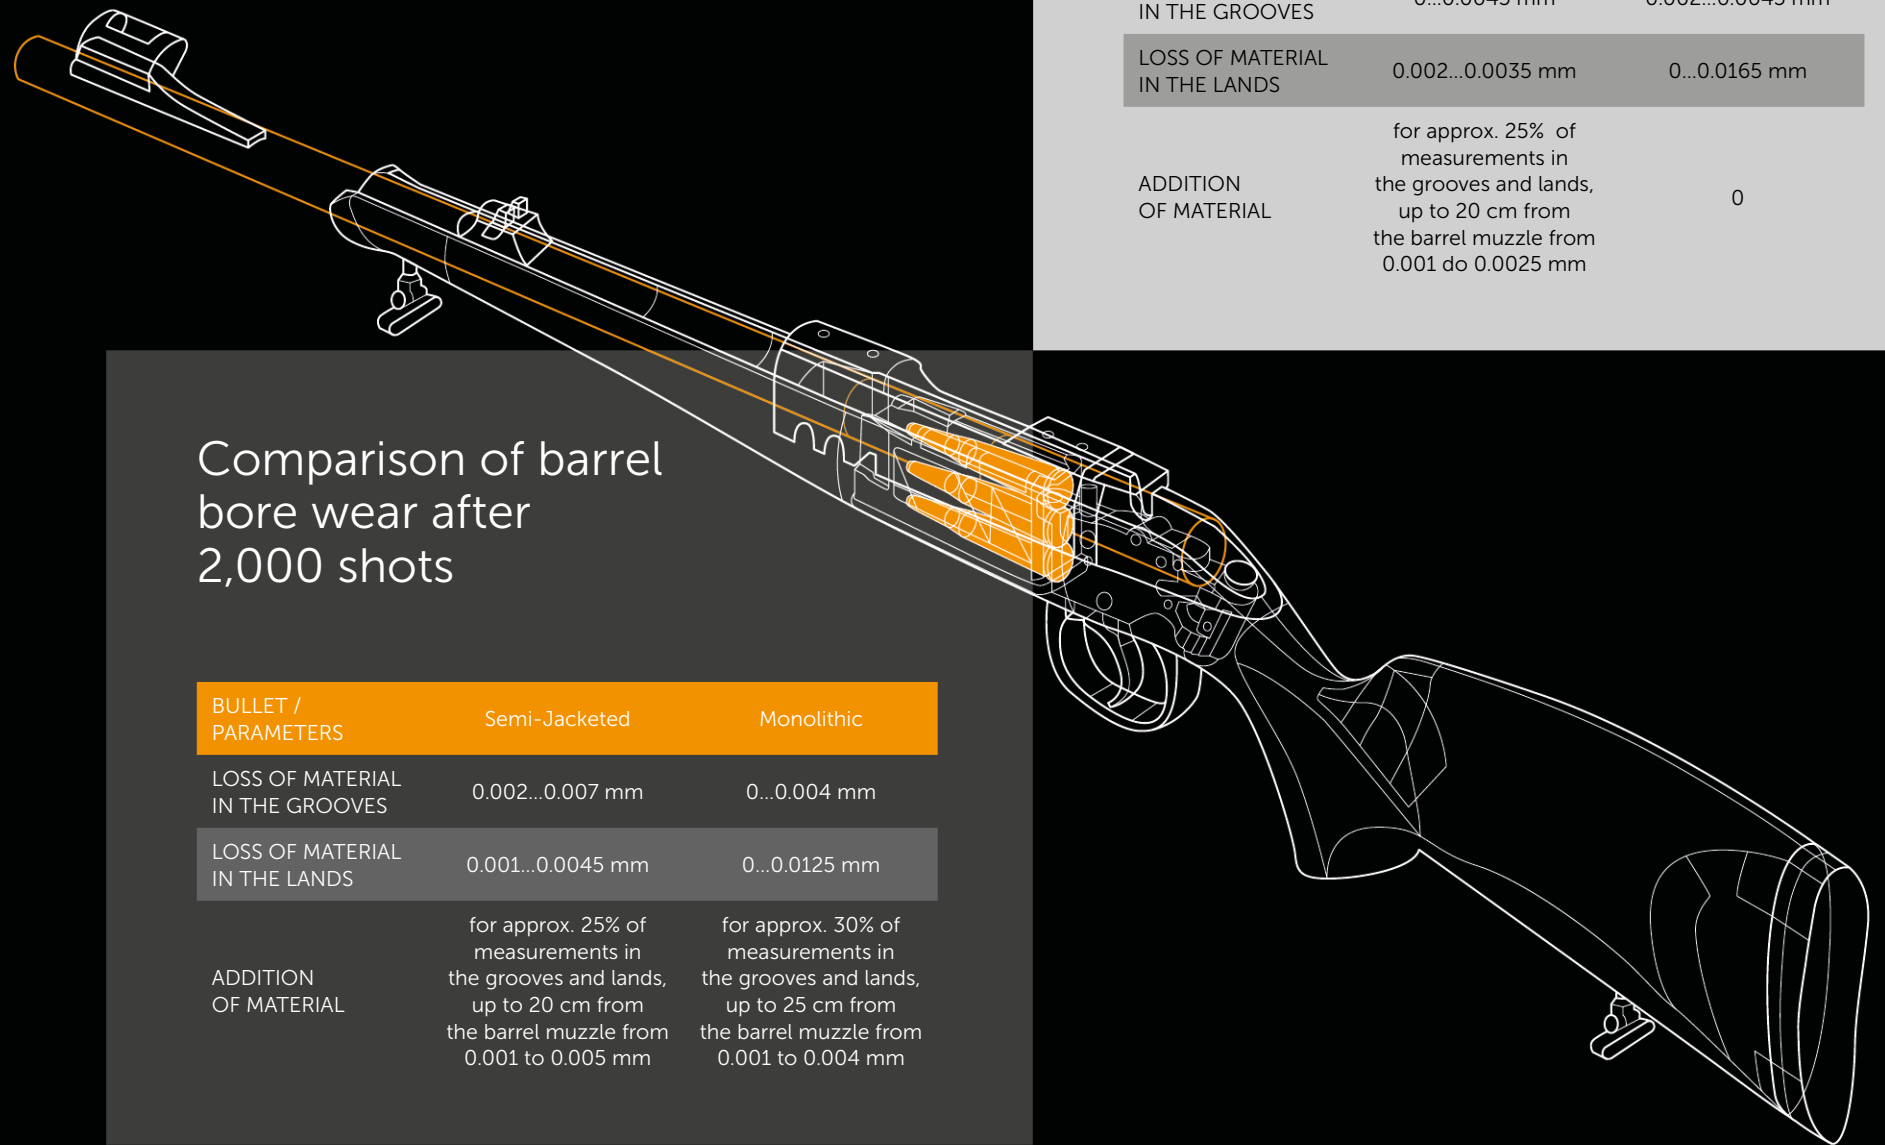 IN THE GROOVES
LOSS OF MATERIAL
IN THE LANDS
0.002...0.0035 mm
0...0.0165 mm
ADDITION
OF MATERIAL
for approx. 25% of
measurements in
the grooves and lands,
up to 20 cm from
the barrel muzzle from
0.001 do 0.0025 mm
0
Comparison of barrel
bore wear after
2,000 shots
BULLET /
PARAMETERS
Semi-Jacketed
Monolithic
LOSS OF MATERIAL
IN THE GROOVES
0.002...0.007 mm
0...0.004 mm
LOSS OF MATERIAL
IN THE LANDS
0.001...0.0045 mm
0...0.0125 mm
ADDITION
OF MATERIAL
for approx. 25% of
measurements in
the grooves and lands,
up to 20 cm from
the barrel muzzle from
0.001 to 0.005 mm
for approx. 30% of
measurements in
the grooves and lands,
up to 25 cm from
the barrel muzzle from
0.001 to 0.004 mm